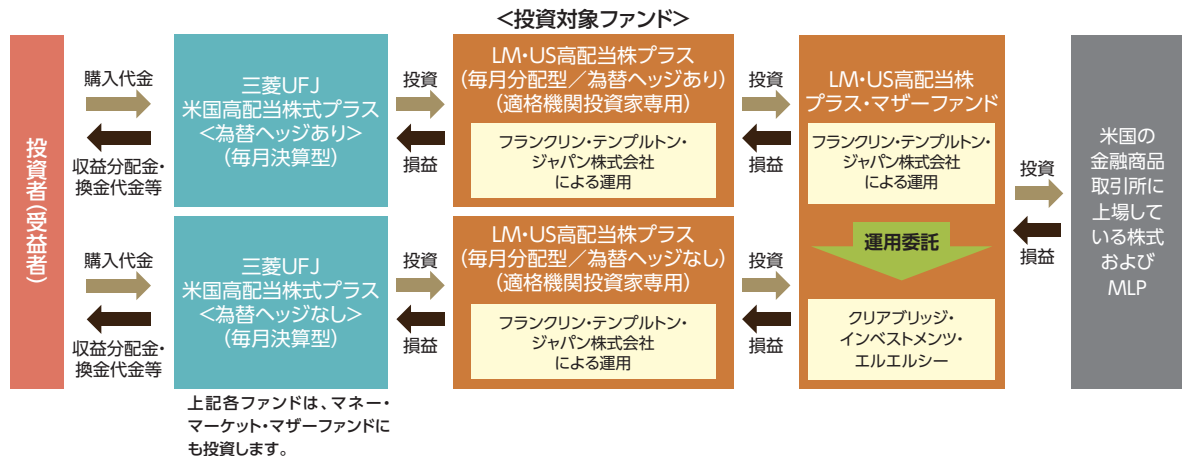 <投資対象ファンド>
投資者(受益者)
購入代金
収益分配金・
換金代金等
三菱UFJ
米国高配当株式プラス
<為替ヘッジあり>
(毎月決算型)
投資
損益
LM・US高配当株プラス
(毎月分配型/為替ヘッジあり)
(適格機関投資家専用)
フランクリン・テンプルトン・
ジャパン株式会社
による運用
投資
損益
購入代金
収益分配金・
換金代金等
三菱UFJ
米国高配当株式プラス
<為替ヘッジなし>
(毎月決算型)
投資
損益
LM・US高配当株プラス
(毎月分配型/為替ヘッジなし)
(適格機関投資家専用)
フランクリン・テンプルトン・
ジャパン株式会社
による運用
投資
損益
LM・US高配当株
プラス・マザーファンド
フランクリン・テンプルトン・
ジャパン株式会社
による運用
運用委託
クリアブリッジ・
インベストメンツ・
エルエルシー
投資
損益
米国の
金融商品
取引所に
上場して
いる株式
および
MLP
上記各ファンドは、マネー・
マーケット・マザーファンドに
も投資します。